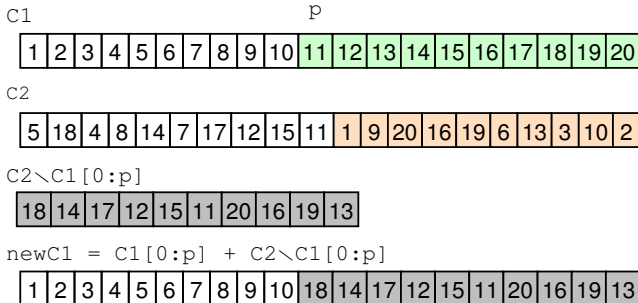 C1 p
1 2 3 4 5 6 7 8 9 10 11 12 13 14 15 16 17 18 19 20
C2
5 18 4 8 14 7 17 12 15 11 1 9 20 16 19 6 13 3 10 2
C2\C1[0:p]
18 14 17 12 15 11 20 16 19 13
newC1 = C1[0:p] + C2\C1[0:p]
1 2 3 4 5 6 7 8 9 10 18 14 17 12 15 11 20 16 19 13